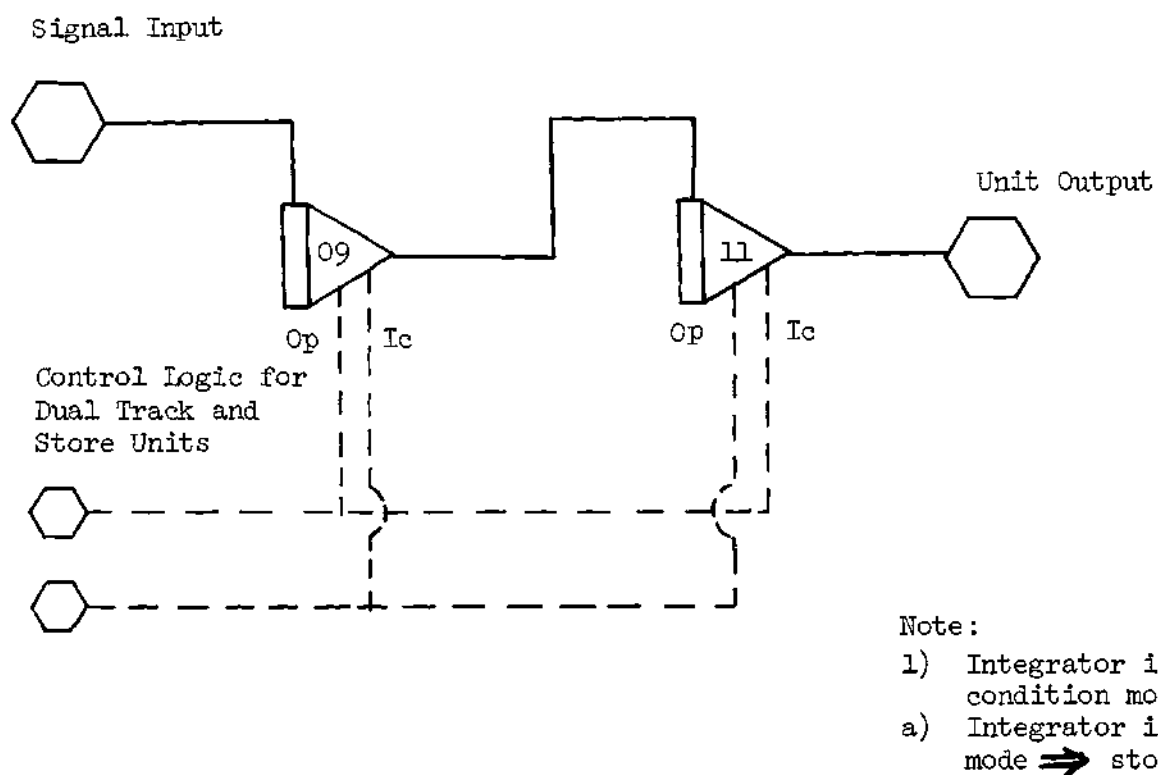 Signal Input
Unit Output
09
11
Op
Ic
Op
Ic
Control Logic for
Dual Track and
Store Units
Note:
1) Integrator i
condition mo
a) Integrator i
mode ⇒ sto